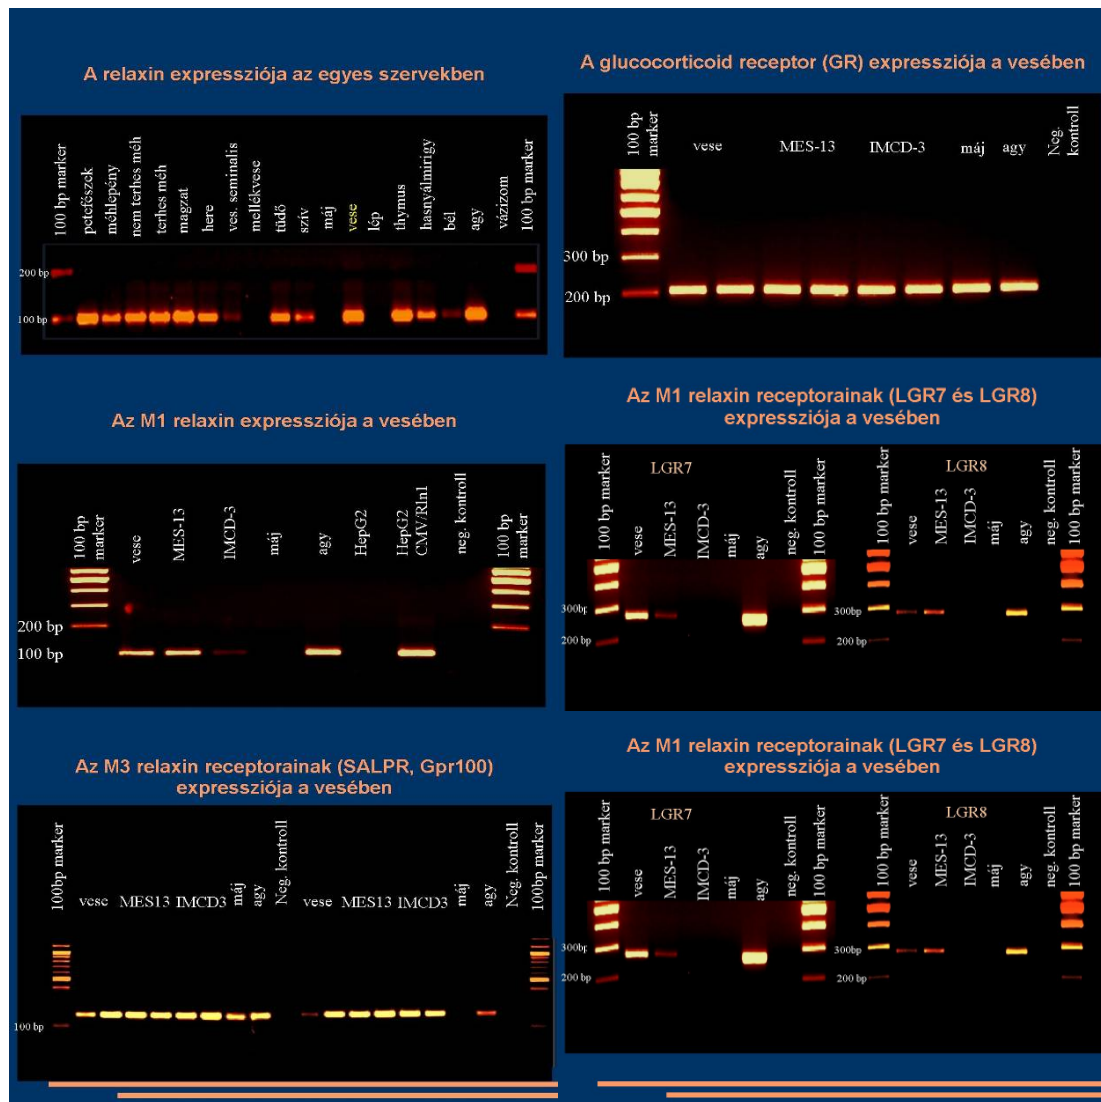 A relaxin expressziója az egyes szervekben
100 bp marker
petefészek
méhlepény
nem terhes méh
terhes méh
magzat
here
ves. seminalis
mellékvese
tüdő
szív
máj
vese
lép
thymus
hasnyálmirigy
bél
agy
vázizom
100 bp marker
200 bp
100 bp
A glucocorticoid receptor (GR) expressziója a vesében
100 bp
marker
vese
MES-13
IMCD-3
máj
agy
Neg.
kontroll
300 bp
200 bp
Az M1 relaxin expressziója a vesében
100 bp
marker
vese
MES-13
IMCD-3
máj
agy
HepG2
HepG2
CMV/Rln1
neg. kontroll
100 bp
marker
200 bp
100 bp
Az M1 relaxin receptorainak (LGR7 és LGR8)
expressziója a vesében
LGR7
100 bp marker
vese
MES-13
IMCD-3
máj
agy
neg. kontroll
100 bp marker
300bp
200 bp
LGR8
100 bp marker
vese
MES-13
IMCD-3
máj
agy
neg. kontroll
100 bp marker
300bp
200 bp
Az M3 relaxin receptorainak (SALPR, Gpr100)
expressziója a vesében
100bp marker
vese
MES13
IMCD3
máj
agy
Neg. kontroll
vese
MES13
IMCD3
máj
agy
Neg. kontroll
100bp marker
100 bp
Az M1 relaxin receptorainak (LGR7 és LGR8)
expressziója a vesében
LGR7
100 bp marker
vese
MES-13
IMCD-3
máj
agy
neg. kontroll
100 bp marker
300bp
200 bp
LGR8
100 bp marker
vese
MES-13
IMCD-3
máj
agy
neg. kontroll
100 bp marker
300bp
200 bp